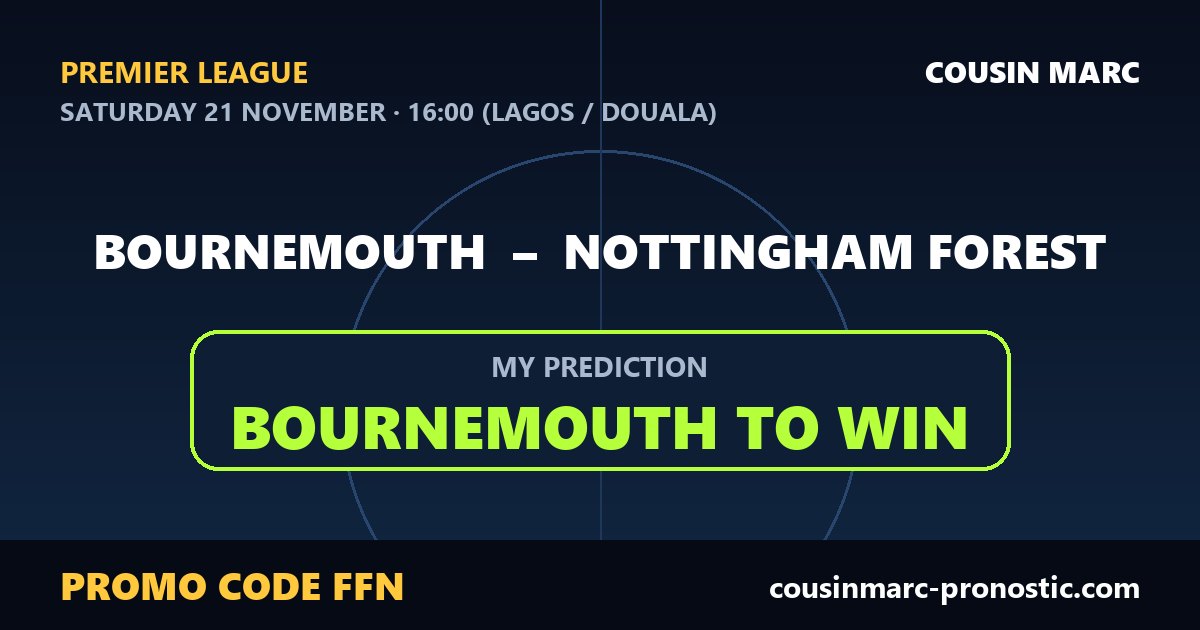 PREMIER LEAGUE
COUSIN MARC
SATURDAY 21 NOVEMBER · 16:00 (LAGOS / DOUALA)
BOURNEMOUTH – NOTTINGHAM FOREST
MY PREDICTION
BOURNEMOUTH TO WIN
PROMO CODE FFN
cousinmarc-pronostic.com